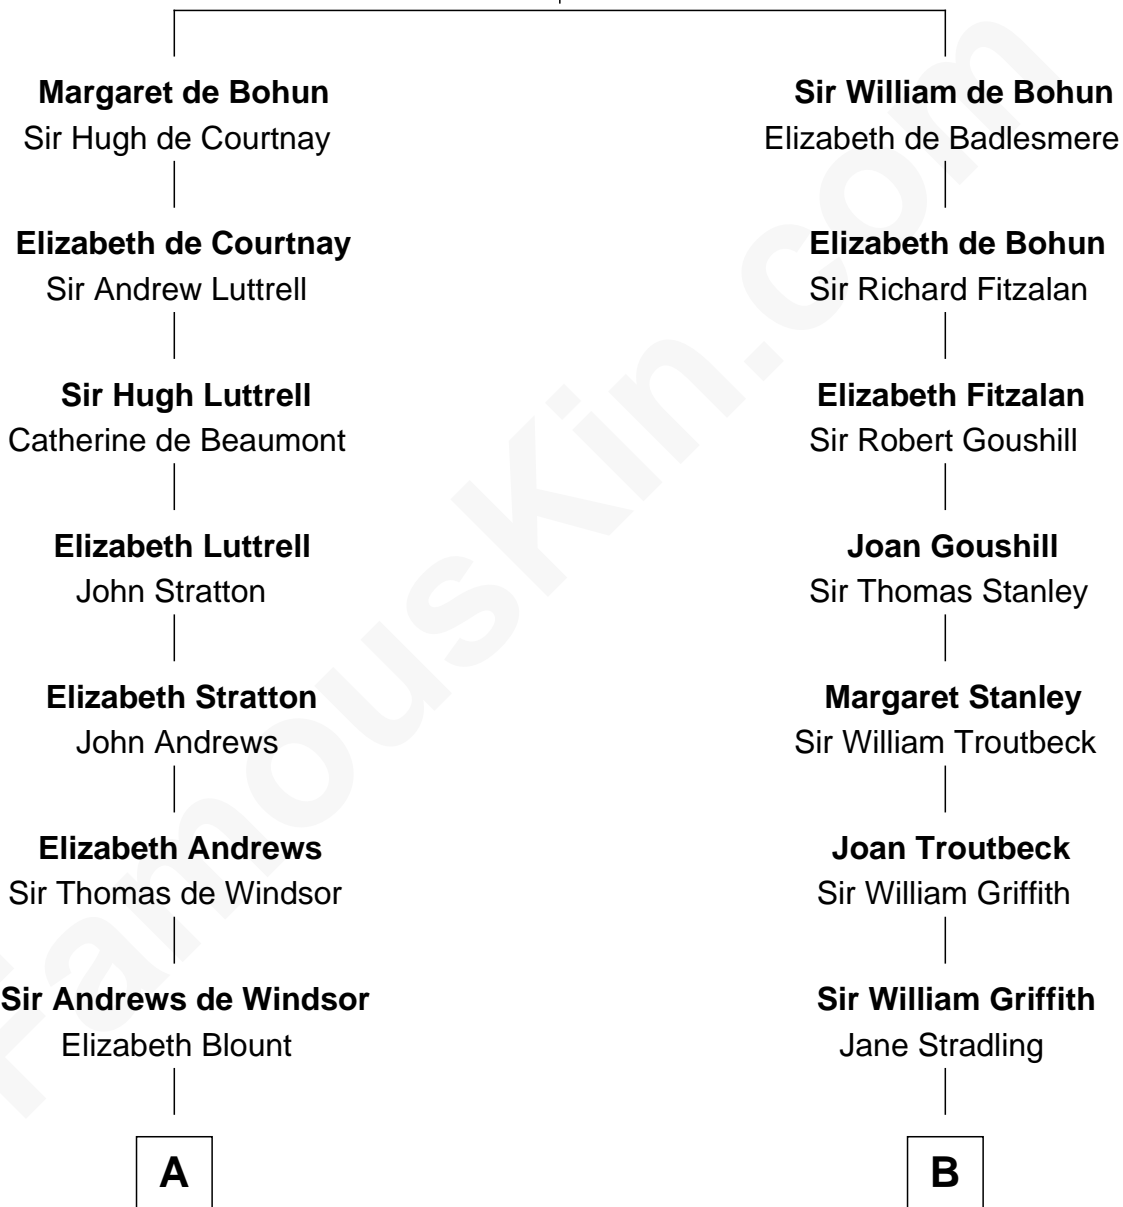 Margaret de Bohun
Sir Hugh de Courtnay
Elizabeth de Courtnay
Sir Andrew Luttrell
Sir Hugh Luttrell
Catherine de Beaumont
Elizabeth Luttrell
John Stratton
Elizabeth Stratton
John Andrews
Elizabeth Andrews
Sir Thomas de Windsor
Sir Andrews de Windsor
Elizabeth Blount
A
Sir William de Bohun
Elizabeth de Badlesmere
Elizabeth de Bohun
Sir Richard Fitzalan
Elizabeth Fitzalan
Sir Robert Goushill
Joan Goushill
Sir Thomas Stanley
Margaret Stanley
Sir William Troutbeck
Joan Troutbeck
Sir William Griffith
Sir William Griffith
Jane Stradling
B
FamousKin.com